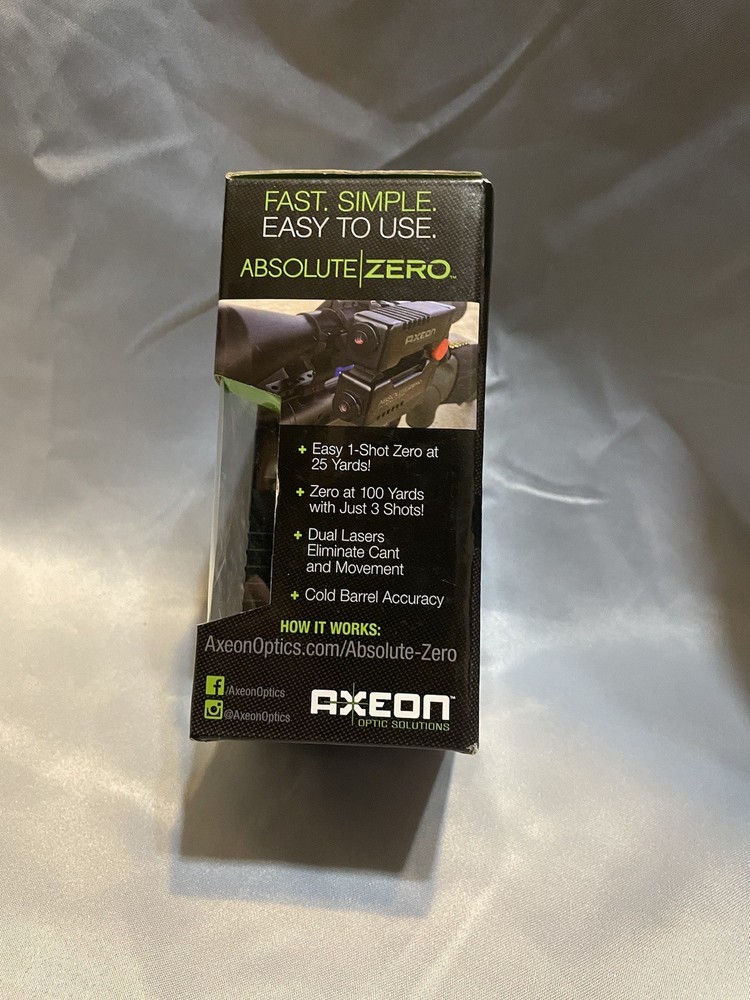 FAST. SIMPLE.
EASY TO USE.
ABSOLUTE|ZERO™
AXEON
+ Easy 1-Shot Zero at
25 Yards!
+ Zero at 100 Yards
with Just 3 Shots!
+ Dual Lasers
Eliminate Cant
and Movement
+ Cold Barrel Accuracy
HOW IT WORKS:
AxeonOptics.com/Absolute-Zero
f /AxeonOptics
@AxeonOptics
AXEON™
OPTIC SOLUTIONS